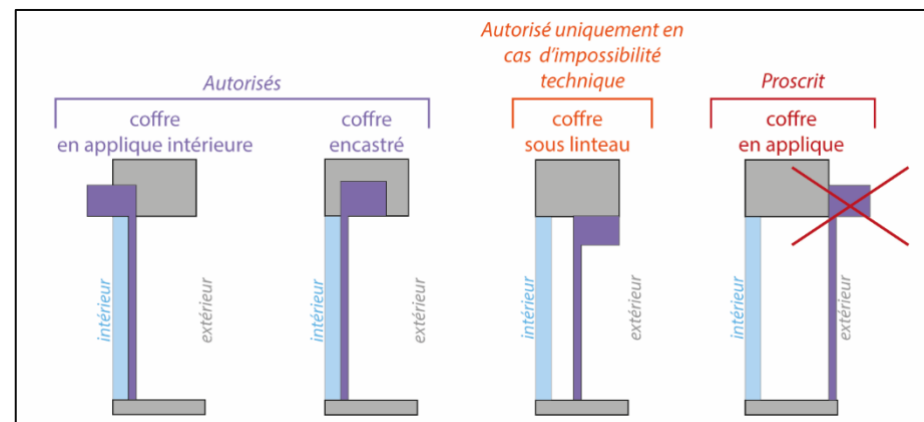 Autorisés
coffre
en applique intérieure
coffre
encastré
Autorisé uniquement en
cas d'impossibilité
technique
coffre
sous linteau
Proscrit
coffre
en applique
intérieur
extérieur
intérieur
extérieur
intérieur
extérieur
intérieur
extérieur